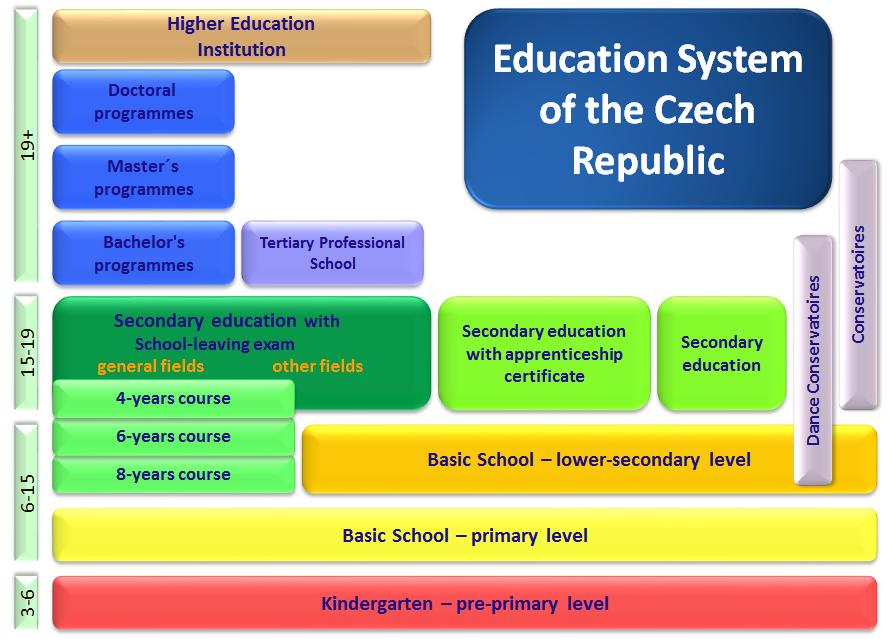 Higher Education
Institution
Education System
of the Czech
Republic
19+
Doctoral
programmes
Master´s
programmes
Bachelor's
programmes
Tertiary Professional
School
Conservatoires
Dance Conservatoires
15-19
Secondary education with
School-leaving exam
general fields
other fields
Secondary education
with apprenticeship
certificate
Secondary
education
4-years course
6-years course
8-years course
6-15
Basic School – lower-secondary level
Basic School – primary level
3-6
Kindergarten – pre-primary level